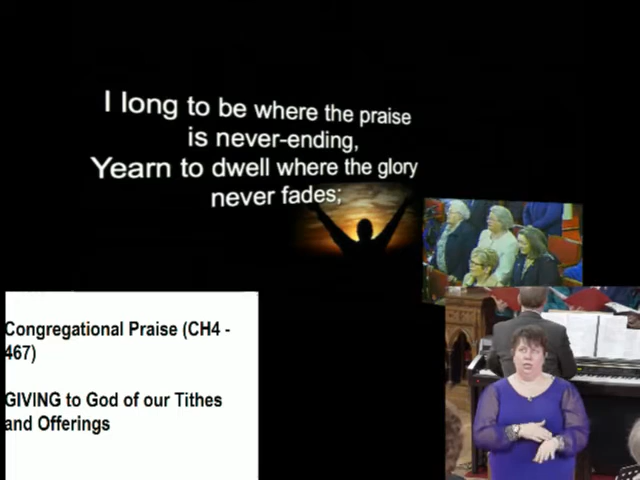 I long to be where the praise
is never-ending,
Yearn to dwell where the glory
never fades;
Congregational Praise (CH4 -
467)
GIVING to God of our Tithes
and Offerings